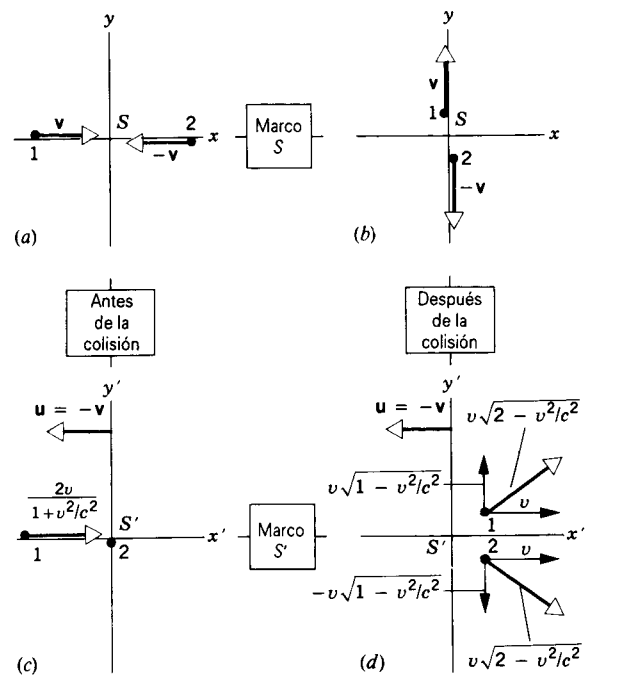 y
v
S
2
x
1
−v
(a)
Marco
S
y
v
1
S
x
2
−v
(b)
Antes
de la
colisión
Después
de la
colisión
y′
u = −v
2v
1 + v²/c²
S′
x′
1
2
(c)
Marco
S′
y′
u = −v
v√2 − v²/c²
v√1 − v²/c²
v
1
S′
x′
2
v
−v√1 − v²/c²
v√2 − v²/c²
(d)